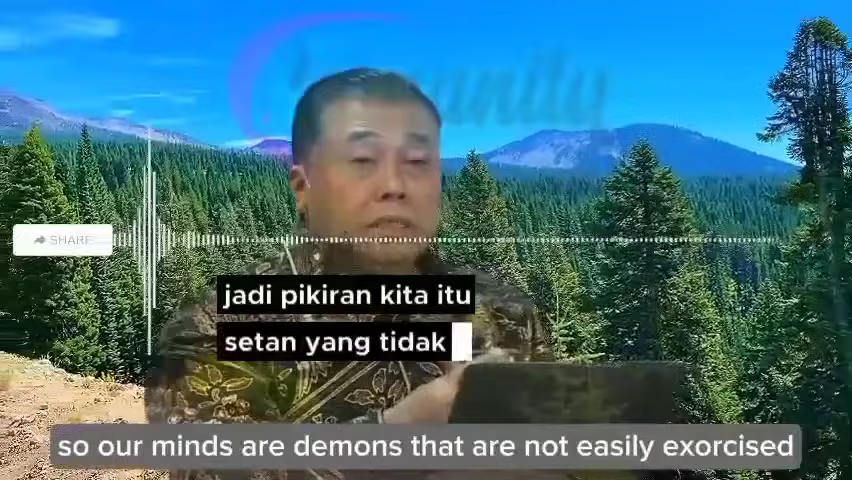 SHARE
jadi pikiran kita itu
setan yang tidak
so our minds are demons that are not easily exorcised